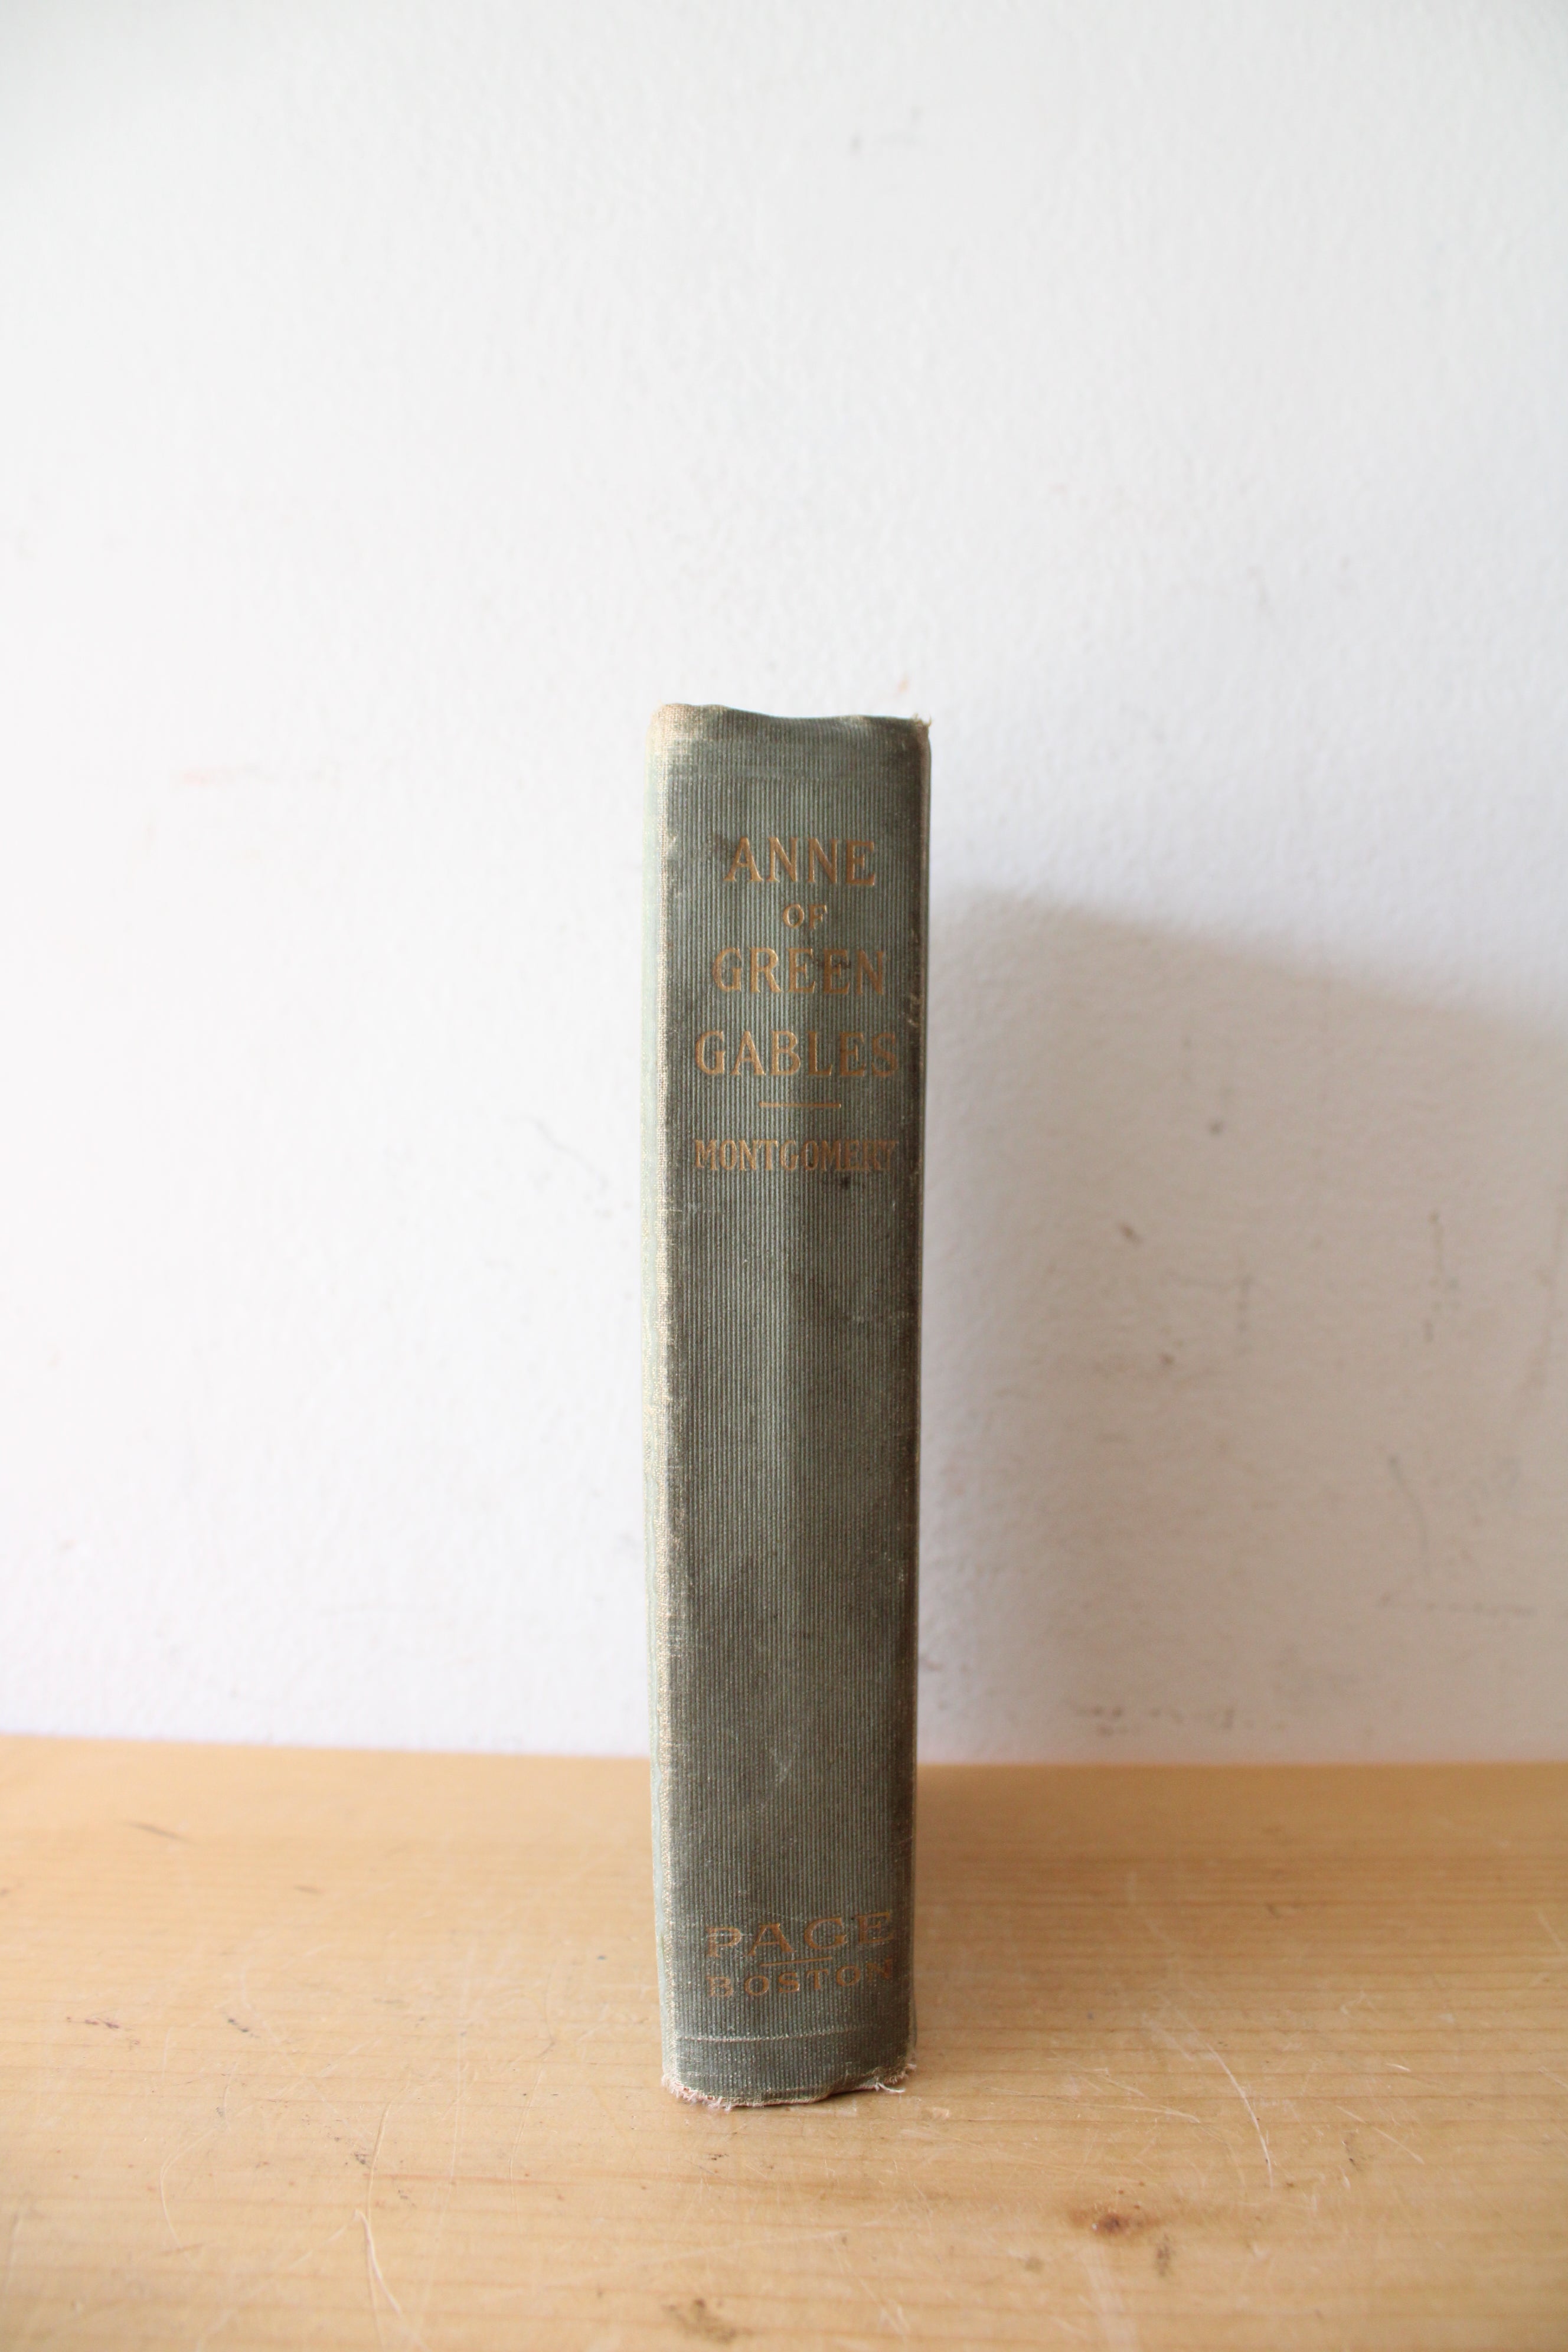 ANNE
OF
GREEN
GABLES
MONTGOMERY
PAGE
BOSTON